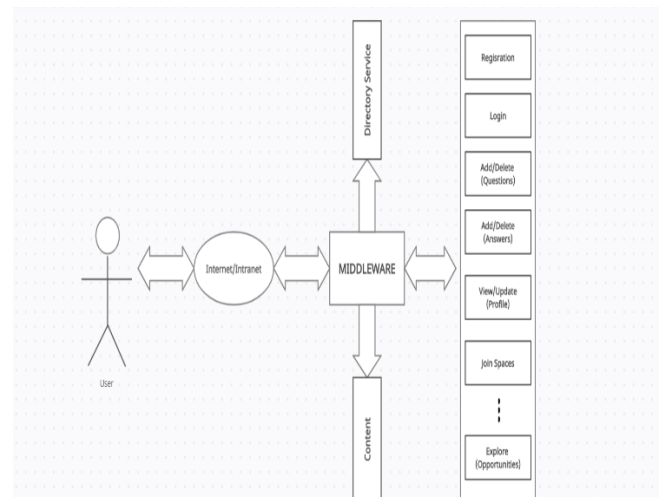 Directory Service
Regisration
Login
Add/Delete
(Questions)
Add/Delete
(Answers)
View/Update
(Profile)
Join Spaces
Explore
(Opportunities)
Internet/Intranet
MIDDLEWARE
User
Content